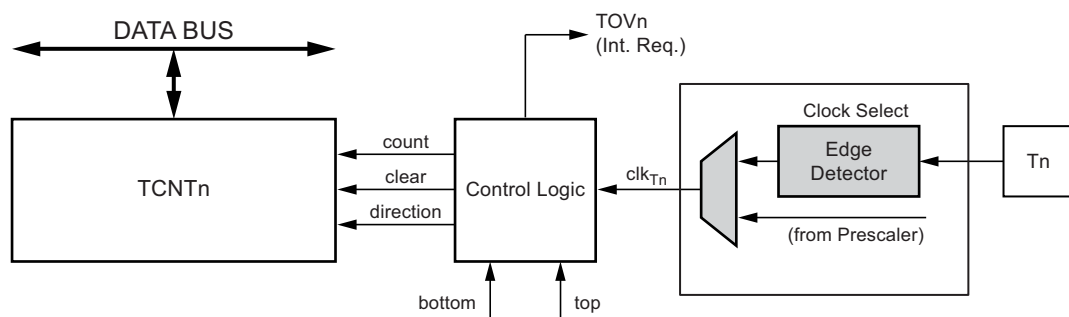 DATA BUS
TOVn
(Int. Req.)
Clock Select
count
Edge
Detector
Tn
TCNTn
clear
Control Logic
clkTn
direction
(from Prescaler)
bottom
top